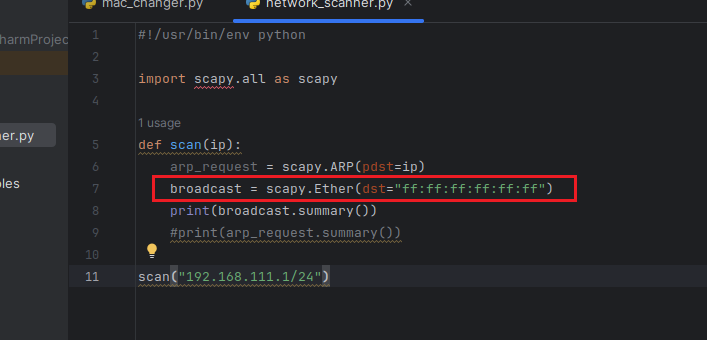 mac_changer.py network_scanner.py ×
harmProjec
1 #!/usr/bin/env python
2
3 import scapy.all as scapy
4
1 usage
5 def scan(ip):
ner.py
6 arp_request = scapy.ARP(pdst=ip)
7 broadcast = scapy.Ether(dst="ff:ff:ff:ff:ff:ff")
les
8 print(broadcast.summary())
9 #print(arp_request.summary())
10
11 scan("192.168.111.1/24")